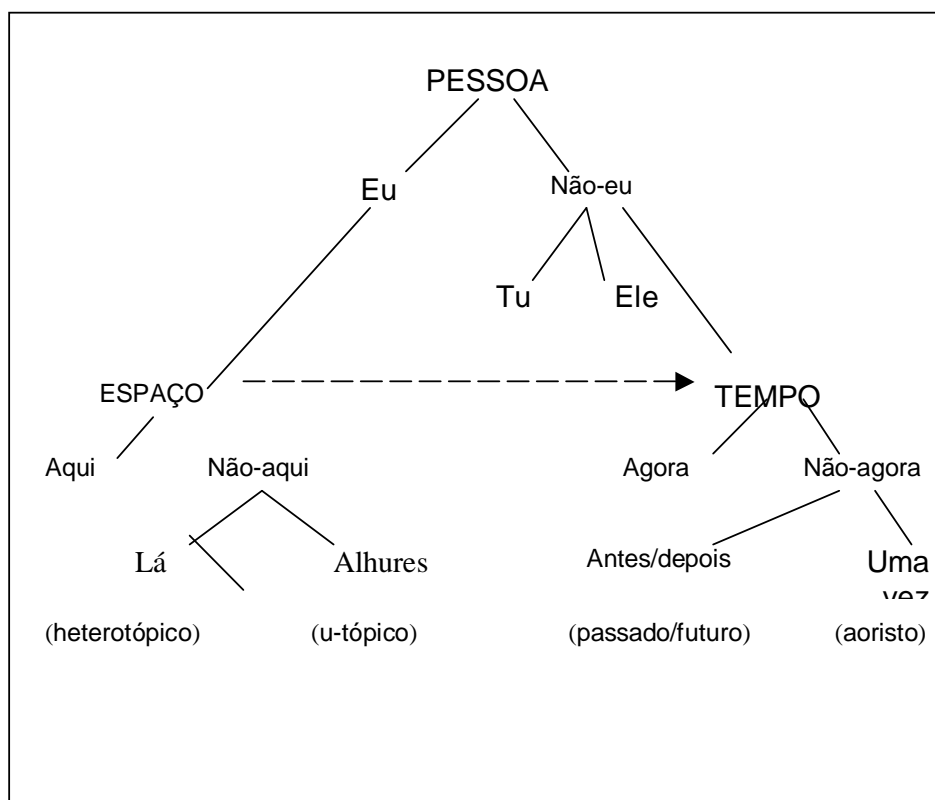 PESSOA
Eu Não-eu
Tu Ele
ESPAÇO TEMPO
Aqui Não-aqui Agora Não-agora
Lá Alhures Antes/depois Uma
vez
(heterotópico) (u-tópico) (passado/futuro) (aoristo)